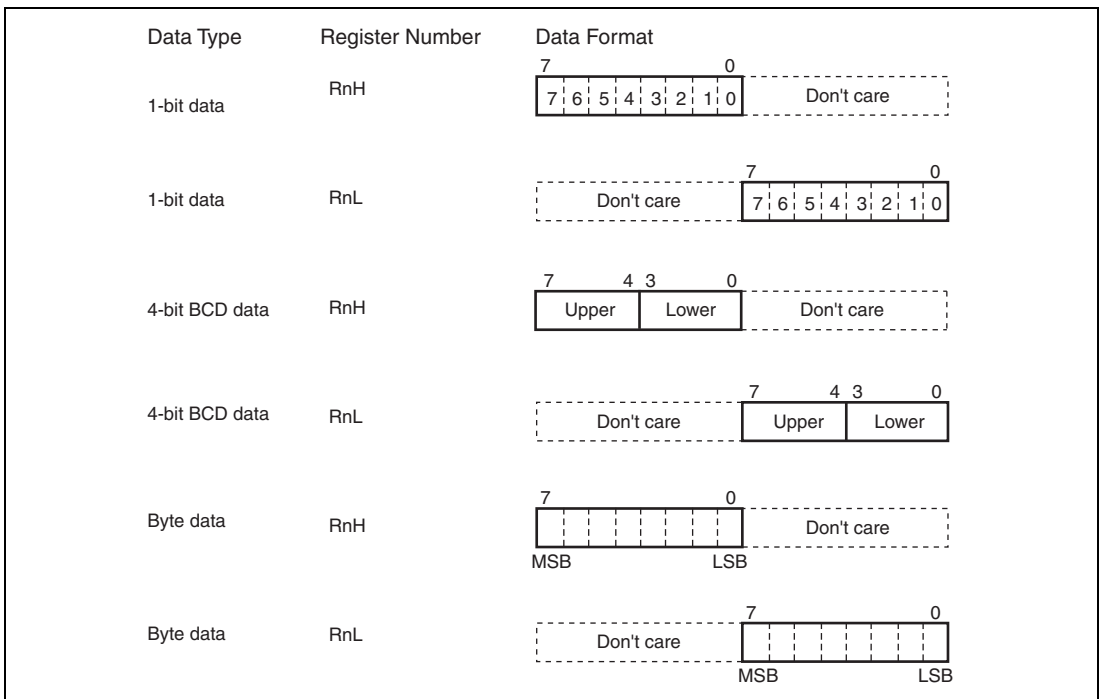 Data Type Register Number Data Format
7 0
1-bit data RnH 7 6 5 4 3 2 1 0 Don't care
7 0
1-bit data RnL Don't care 7 6 5 4 3 2 1 0
7 4 3 0
4-bit BCD data RnH Upper Lower Don't care
7 4 3 0
4-bit BCD data RnL Don't care Upper Lower
7 0
Byte data RnH Don't care
MSB LSB
7 0
Byte data RnL Don't care
MSB LSB